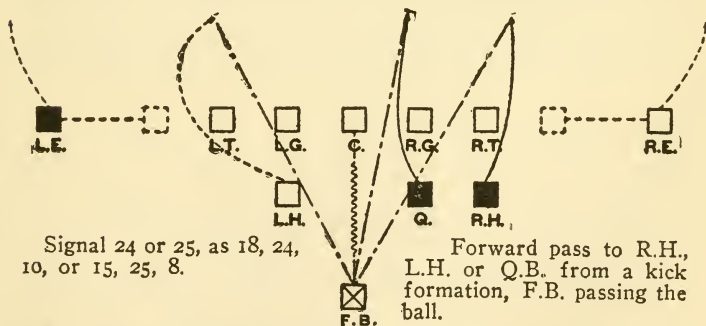 L.E. L.T. L.G. C. R.G. R.T. R.E.
L.H. Q. R.H.
Signal 24 or 25, as 18, 24,
10, or 15, 25, 8.
Forward pass to R.H.,
L.H. or Q.B. from a kick
formation, F.B. passing the
ball.
F.B.